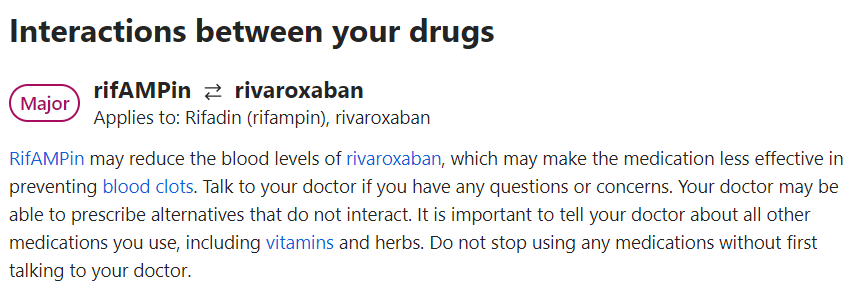 Interactions between your drugs
Major
rifAMPin ⇄ rivaroxaban
Applies to: Rifadin (rifampin), rivaroxaban
RifAMPin may reduce the blood levels of rivaroxaban, which may make the medication less effective in
preventing blood clots. Talk to your doctor if you have any questions or concerns. Your doctor may be
able to prescribe alternatives that do not interact. It is important to tell your doctor about all other
medications you use, including vitamins and herbs. Do not stop using any medications without first
talking to your doctor.